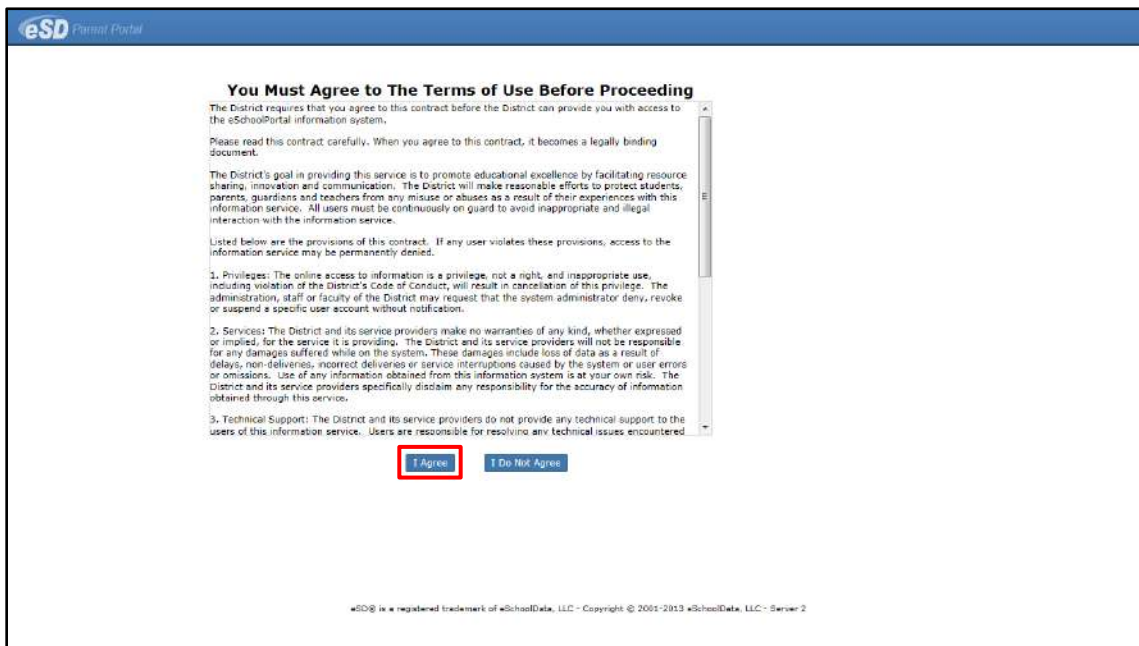 eSD Parent Portal
You Must Agree to The Terms of Use Before Proceeding
The District requires that you agree to this contract before the District can provide you with access to
the eSchoolPortal information system.
Please read this contract carefully. When you agree to this contract, it becomes a legally binding
document.
The District's goal in providing this service is to promote educational excellence by facilitating resource
sharing, innovation and communication. The District will make reasonable efforts to protect students,
parents, guardians and teachers from any misuse or abuses as a result of their experiences with this
information service. All users must be continuously on guard to avoid inappropriate and illegal
interaction with the information service.
Listed below are the provisions of this contract. If any user violates these provisions, access to the
information service may be permanently denied.
1. Privileges: The online access to information is a privilege, not a right, and inappropriate use,
including violation of the District's Code of Conduct, will result in cancellation of this privilege. The
administration, staff or faculty of the District may request that the system administrator deny, revoke
or suspend a specific user account without notification.
2. Services: The District and its service providers make no warranties of any kind, whether expressed
or implied, for the service it is providing. The District and its service providers will not be responsible
for any damages suffered while on the system. These damages include loss of data as a result of
delays, non-deliveries, incorrect deliveries or service interruptions caused by the system or user errors
or omissions. Use of any information obtained from this information system is at your own risk. The
District and its service providers specifically disclaim any responsibility for the accuracy of information
obtained through this service.
3. Technical Support: The District and its service providers do not provide any technical support to the
users of this information service. Users are responsible for resolving any technical issues encountered
I Agree I Do Not Agree
eSD® is a registered trademark of eSchoolData, LLC - Copyright © 2001-2013 eSchoolData, LLC - Server 2